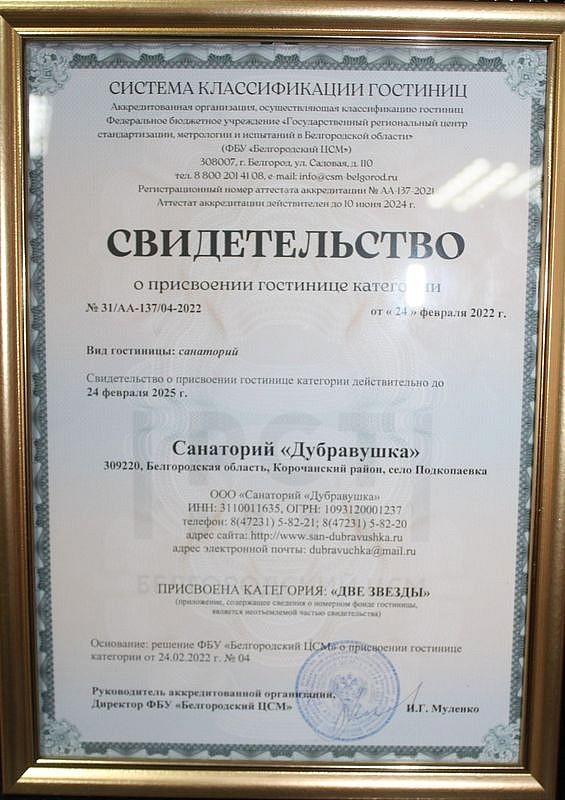 СИСТЕМА КЛАССИФИКАЦИИ ГОСТИНИЦ
Аккредитованная организация, осуществляющая классификацию гостиниц
Федеральное бюджетное учреждение «Государственный региональный центр
стандартизации, метрологии и испытаний в Белгородской области»
(ФБУ «Белгородский ЦСМ»)
308007, г. Белгород, ул. Садовая, д. 110
тел. 8 800 201 41 08, e-mail: info@csm-belgorod.ru
Регистрационный номер аттестата аккредитации № АА-137-2021
Аттестат аккредитации действителен до 10 июня 2024 г.
СВИДЕТЕЛЬСТВО
о присвоении гостинице категории
№ 31/АА-137/04-2022 от « 24 » февраля 2022 г.
Вид гостиницы: санаторий
Свидетельство о присвоении гостинице категории действительно до
24 февраля 2025 г.
Санаторий «Дубравушка»
309220, Белгородская область, Корочанский район, село Подкопаевка
ООО «Санаторий «Дубравушка»
ИНН: 3110011635, ОГРН: 1093120001237
телефон: 8(47231) 5-82-21; 8(47231) 5-82-20
адрес сайта: http://www.san-dubravushka.ru
адрес электронной почты: dubravuchka@mail.ru
ПРИСВОЕНА КАТЕГОРИЯ: «ДВЕ ЗВЕЗДЫ»
(приложение, содержащее сведения о номерном фонде гостиницы,
является неотъемлемой частью свидетельства)
Основание: решение ФБУ «Белгородский ЦСМ» о присвоении гостинице
категории от 24.02.2022 г. № 04
Руководитель аккредитованной организации,
Директор ФБУ «Белгородский ЦСМ» И.Г. Муленко